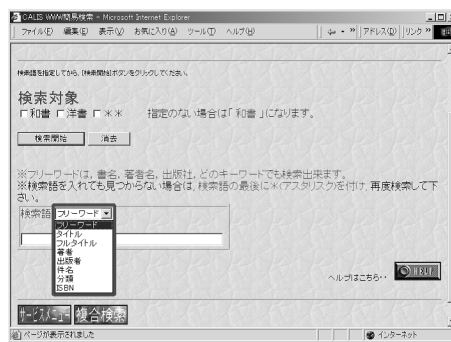 CALIS WWW簡易検索 - Microsoft Internet Explorer
ファイル(F) 編集(E) 表示(V) お気に入り(A) ツール(T) ヘルプ(H) アドレス(D) リンク
検索語を指定してから、[検索開始]ボタンをクリックしてください。
検索対象
和書 洋書 ** 指定のない場合は「和書」になります。
検索開始 消去
※フリーワードは、書名、著者名、出版社、どのキーワードでも検索出来ます。
※検索語を入れても見つからない場合は、検索語の最後に*(アスタリスク)を付け、再度検索して下
さい。
検索語 フリーワード
フリーワード
タイトル
フルタイトル
著者
出版者
件名
分類
ISBN
ヘルプはこちら・・ HELP
サービスメニュー 複合検索
ページが表示されました インターネット